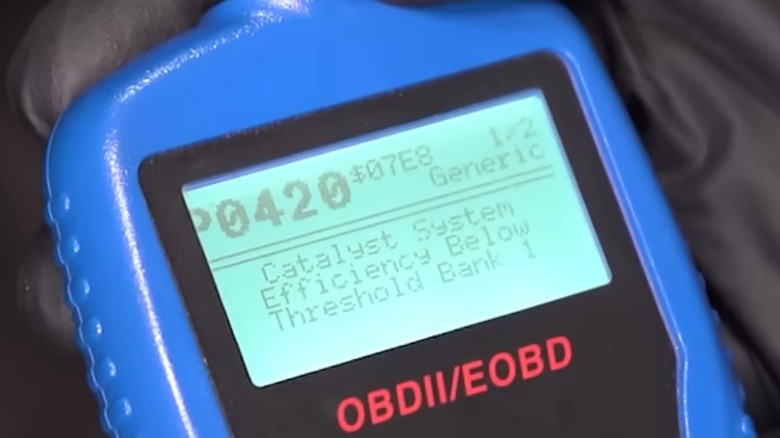 P0420 $07E8 1/2
Generic
Catalyst System
Efficiency Below
Threshold Bank 1
OBDII/EOBD